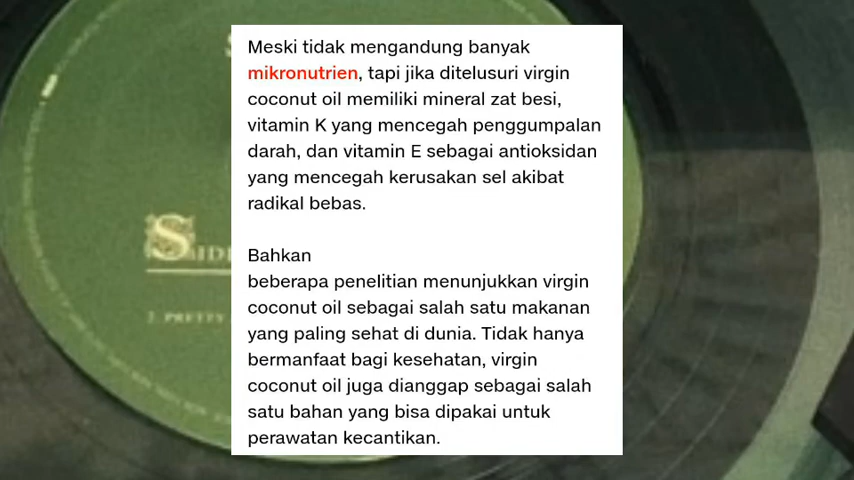 Meski tidak mengandung banyak
mikronutrien, tapi jika ditelusuri virgin
coconut oil memiliki mineral zat besi,
vitamin K yang mencegah penggumpalan
darah, dan vitamin E sebagai antioksidan
yang mencegah kerusakan sel akibat
radikal bebas.
Bahkan
beberapa penelitian menunjukkan virgin
coconut oil sebagai salah satu makanan
yang paling sehat di dunia. Tidak hanya
bermanfaat bagi kesehatan, virgin
coconut oil juga dianggap sebagai salah
satu bahan yang bisa dipakai untuk
perawatan kecantikan.
PRETTY